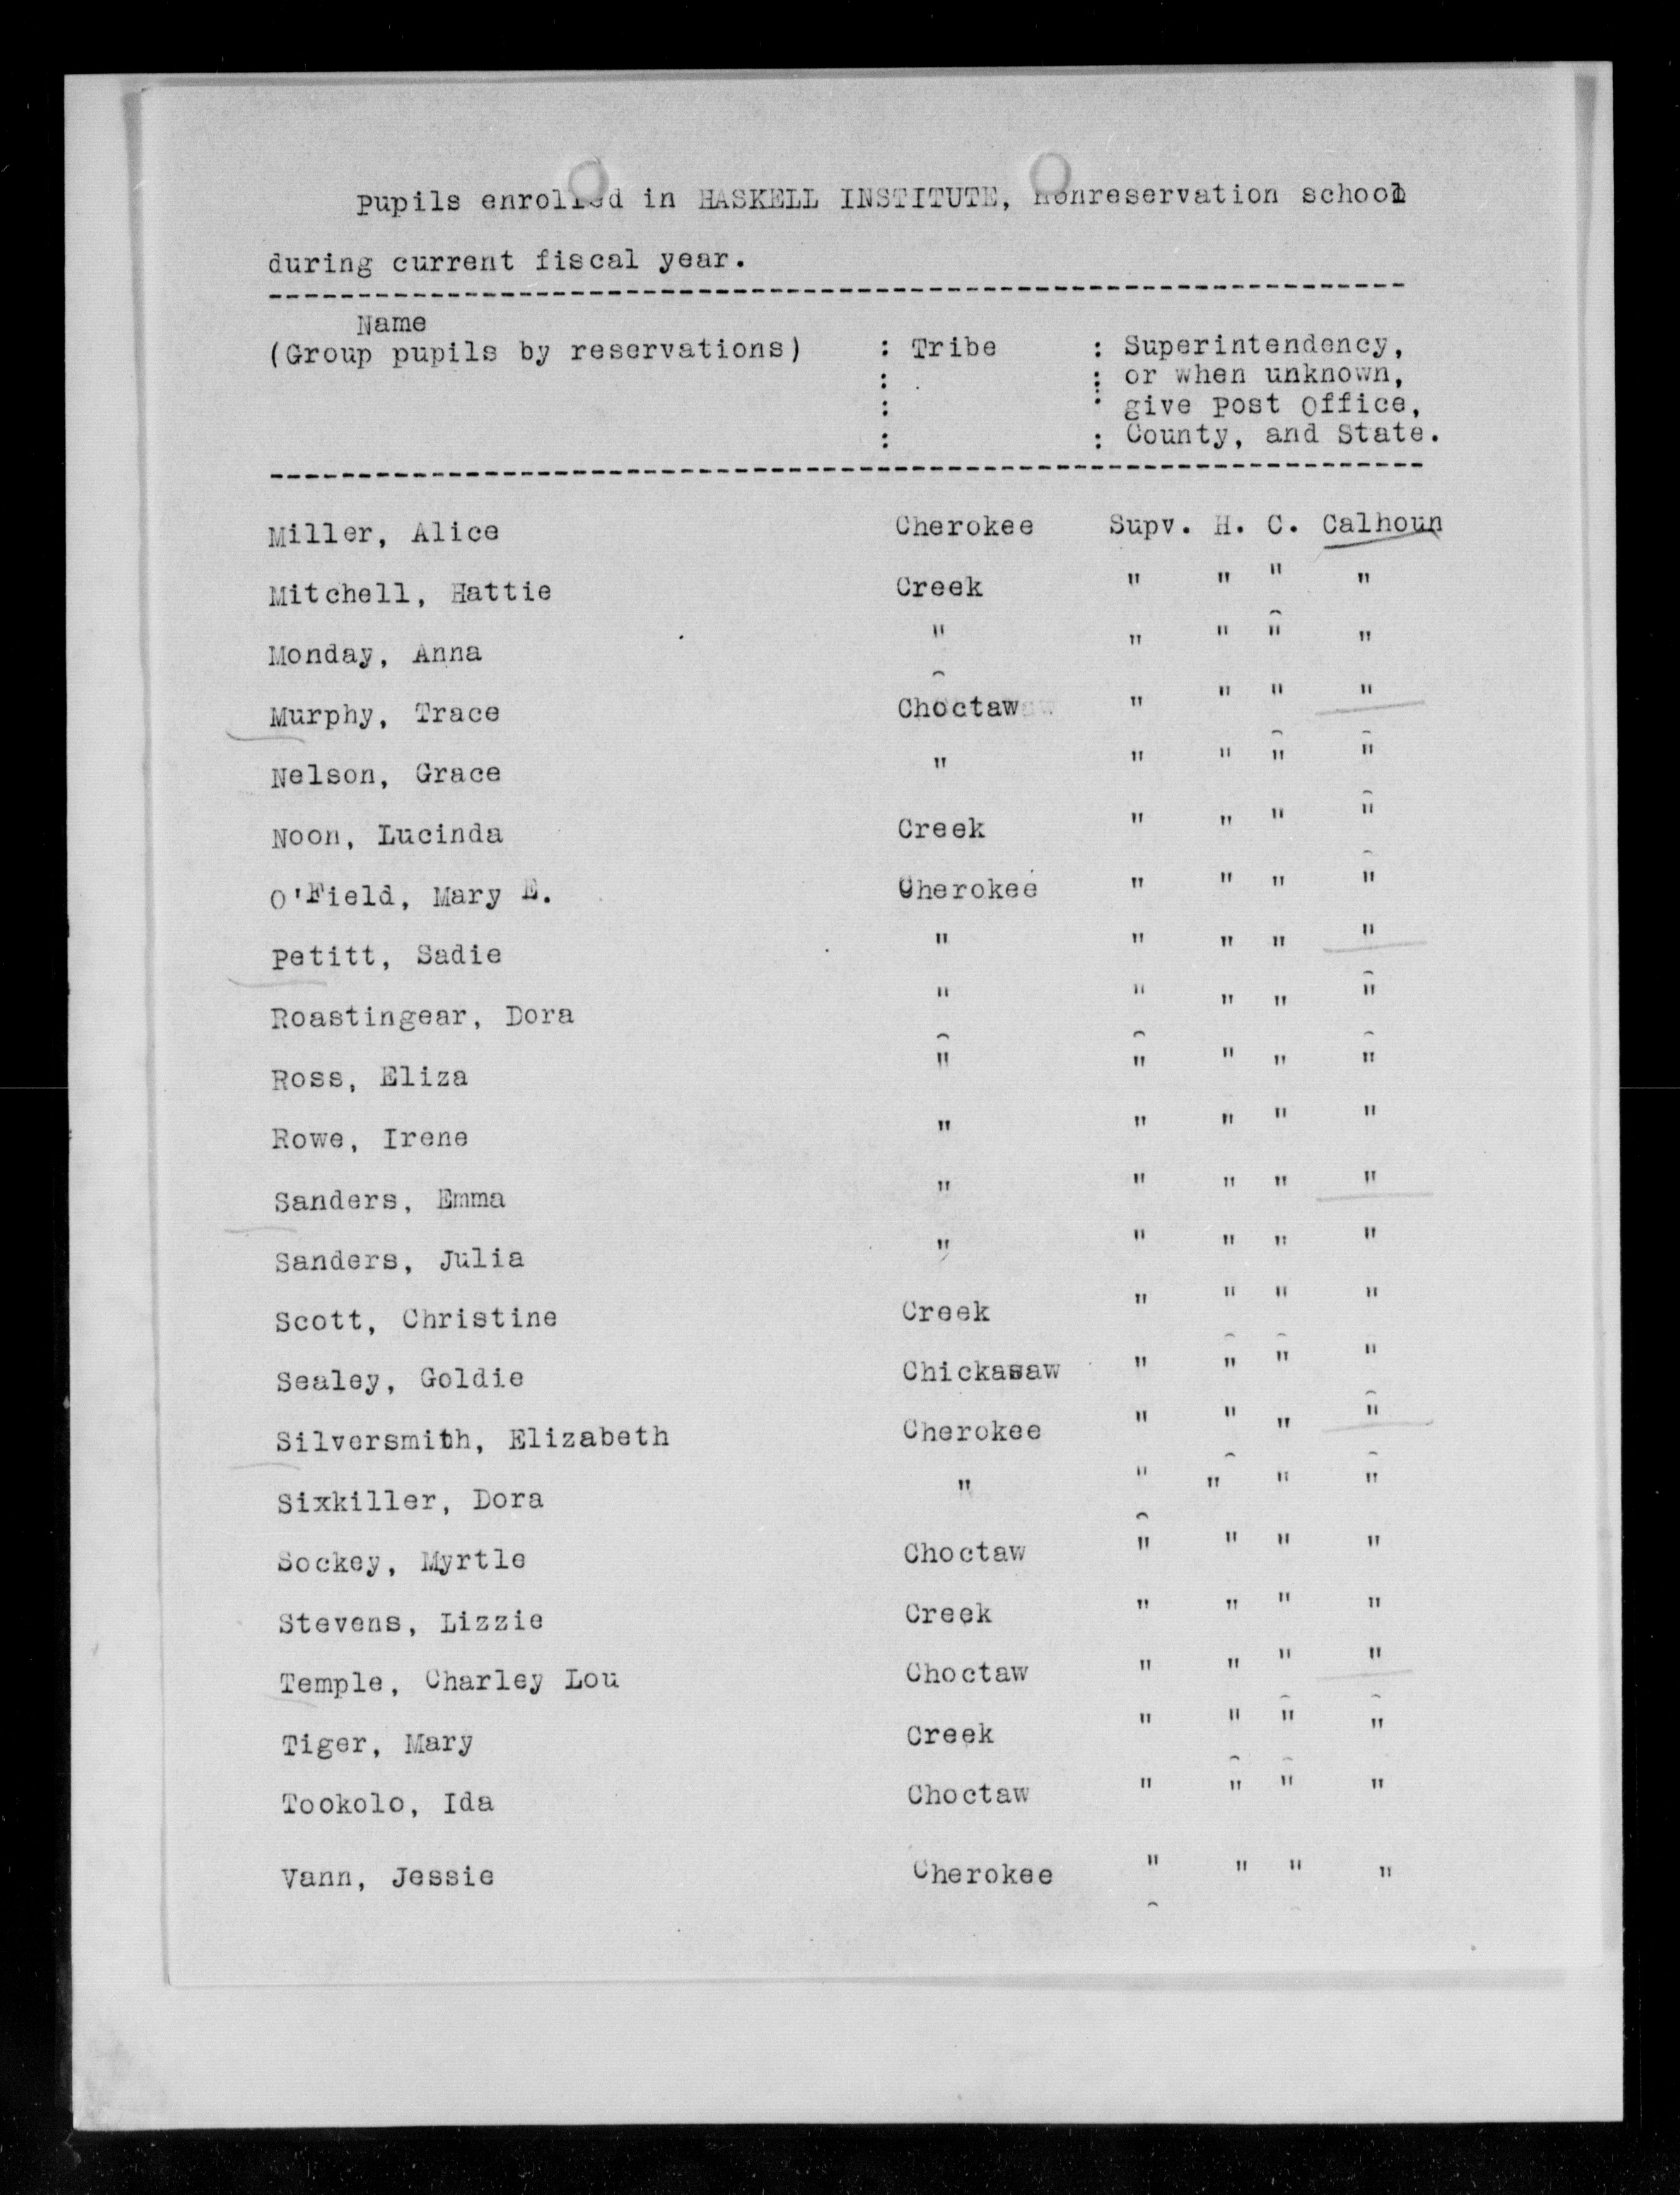 Pupils enrolled in HASKELL INSTITUTE, nonreservation school
during current fiscal year.
Name
(Group pupils by reservations) : Tribe : Superintendency,
: : or when unknown,
: : give Post Office,
: : County, and State.
Miller, Alice Cherokee Supv. H. C. Calhoun
Mitchell, Hattie Creek " " " "
Monday, Anna " " " " "
Murphy, Trace Choctaw " " " "
Nelson, Grace " " " " "
Noon, Lucinda Creek " " " "
O'Field, Mary E. Cherokee " " " "
Petitt, Sadie " " " " "
Roastingear, Dora " " " " "
Ross, Eliza " " " " "
Rowe, Irene " " " " "
Sanders, Emma " " " " "
Sanders, Julia " " " " "
Scott, Christine Creek " " " "
Sealey, Goldie Chickasaw " " " "
Silversmith, Elizabeth Cherokee " " " "
Sixkiller, Dora " " " " "
Sockey, Myrtle Choctaw " " " "
Stevens, Lizzie Creek " " " "
Temple, Charley Lou Choctaw " " " "
Tiger, Mary Creek " " " "
Tookolo, Ida Choctaw " " " "
Vann, Jessie Cherokee " " " "